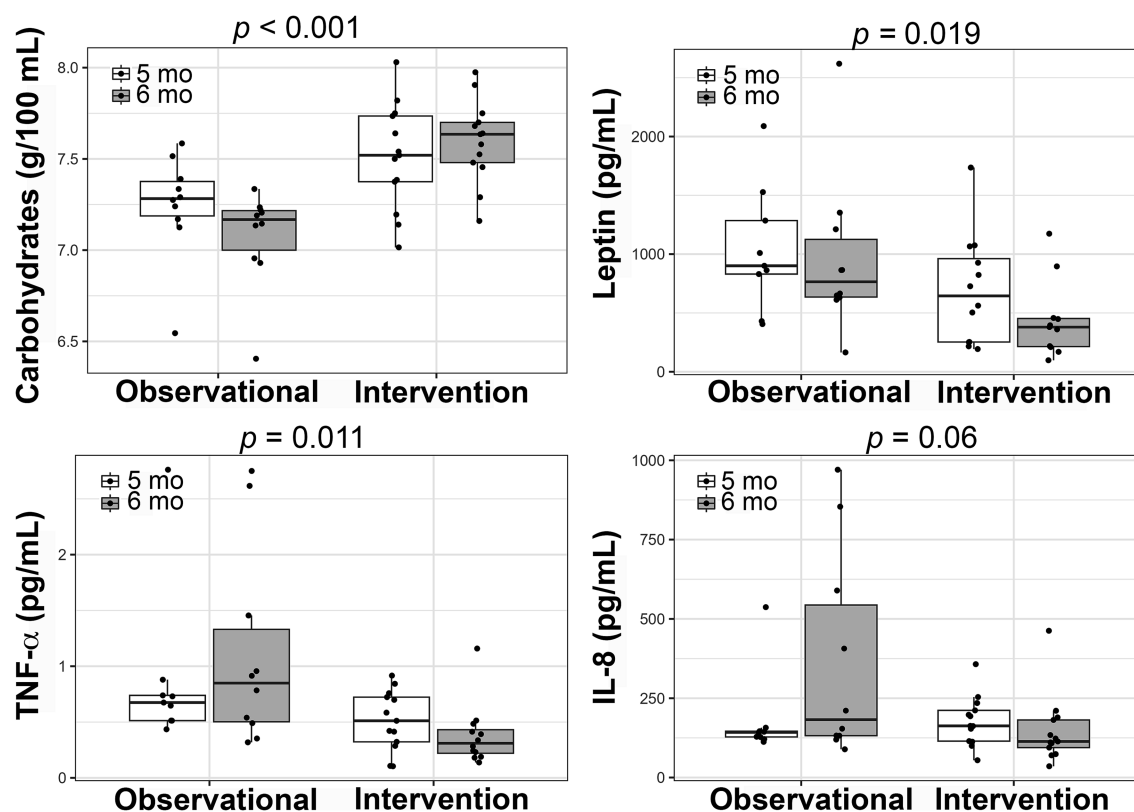 p < 0.001
Carbohydrates (g/100 mL)
8.0
7.5
7.0
6.5
5 mo
6 mo
Observational Intervention
p = 0.019
Leptin (pg/mL)
2000
1000
0
5 mo
6 mo
Observational Intervention
p = 0.011
TNF-α (pg/mL)
2
1
0
5 mo
6 mo
Observational Intervention
p = 0.06
IL-8 (pg/mL)
1000
750
500
250
0
5 mo
6 mo
Observational Intervention